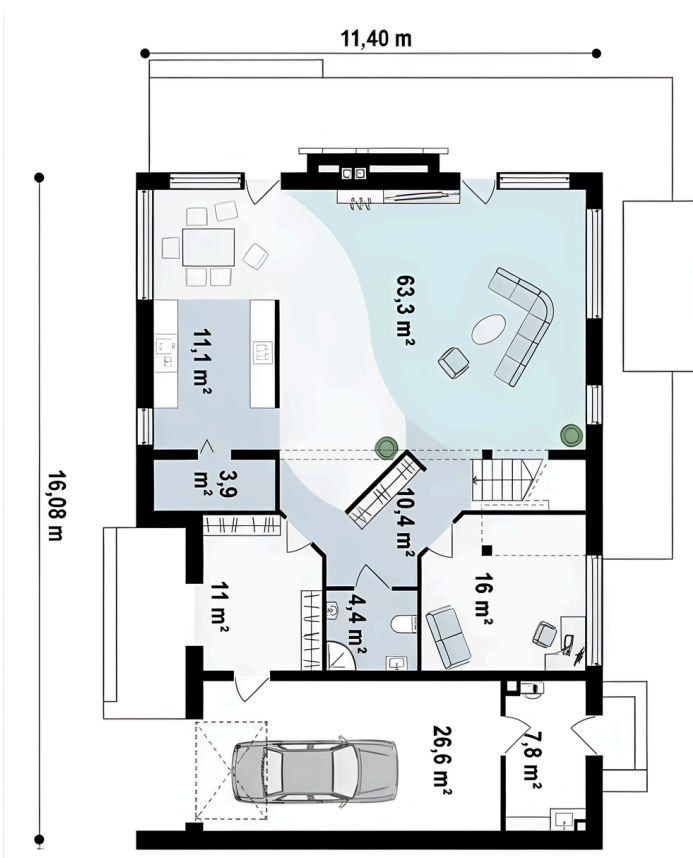 11,40 m
63,3 m²
11,1 m²
3,9
m²
10,4 m²
16,08 m
11 m²
4,4 m²
16 m²
26,6 m²
7,8 m²